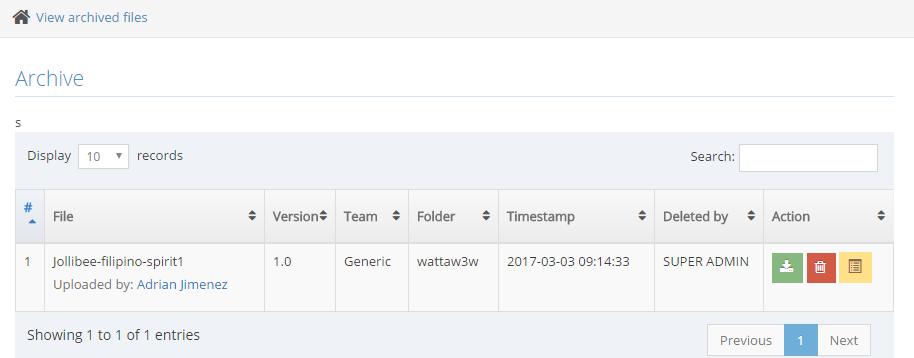 View archived files
Archive
s
Display 10 records Search:
# File Version Team Folder Timestamp Deleted by Action
1 Jollibee-filipino-spirit1 1.0 Generic wattaw3w 2017-03-03 09:14:33 SUPER ADMIN
Uploaded by: Adrian Jimenez
Showing 1 to 1 of 1 entries Previous 1 Next